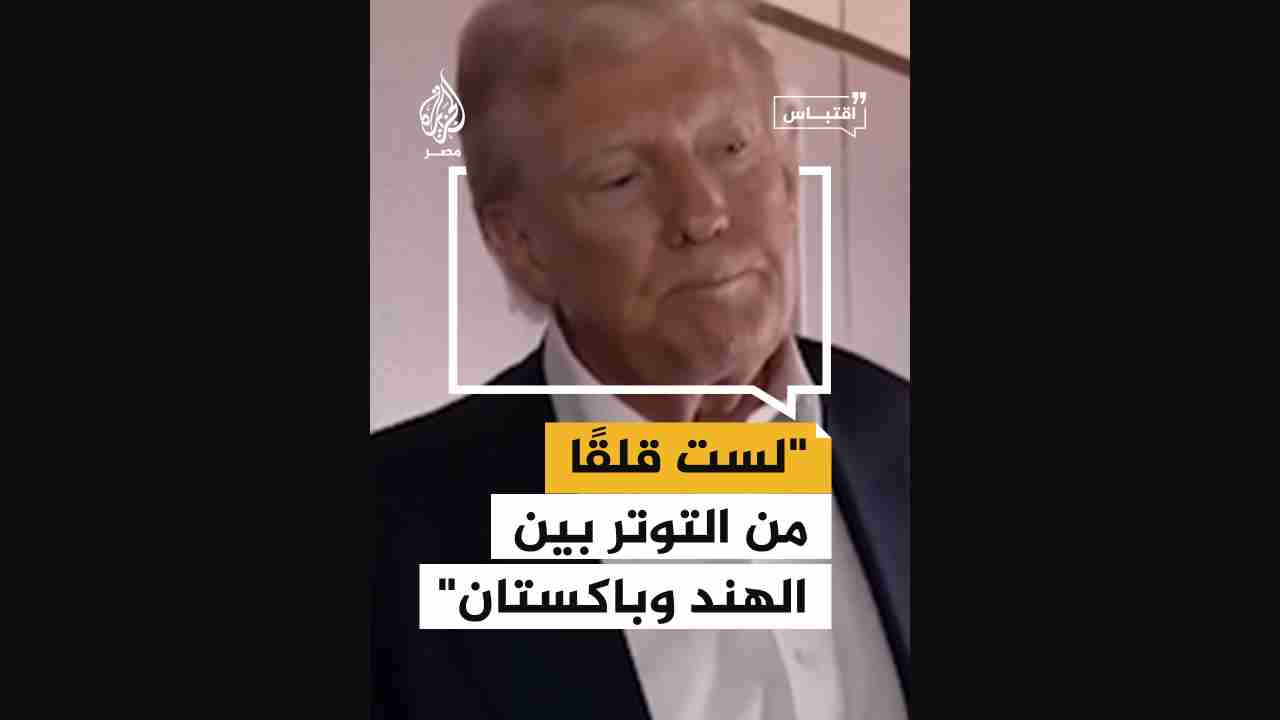 اقتباس
الجزيرة
مصر
"لست قلقًا
من التوتر بين
الهند وباكستان"